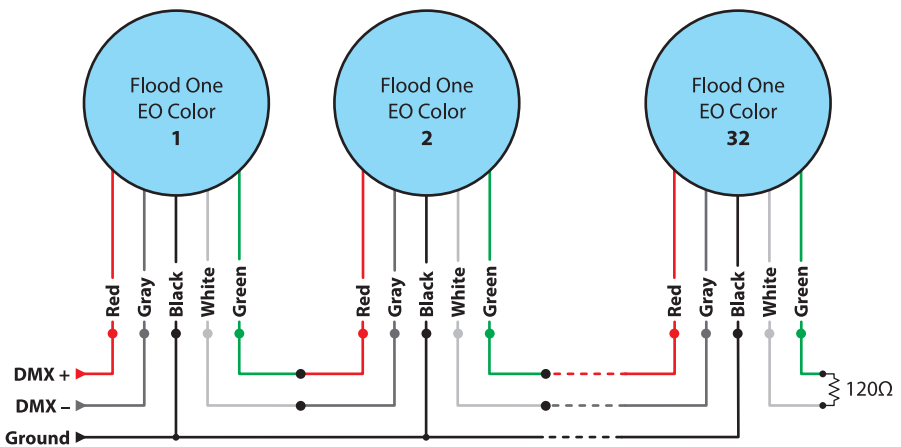 Flood One
EO Color
1
Flood One
EO Color
2
Flood One
EO Color
32
Red
Gray
Black
White
Green
Red
Gray
Black
White
Green
Red
Gray
Black
White
Green
DMX +
DMX –
Ground
120Ω